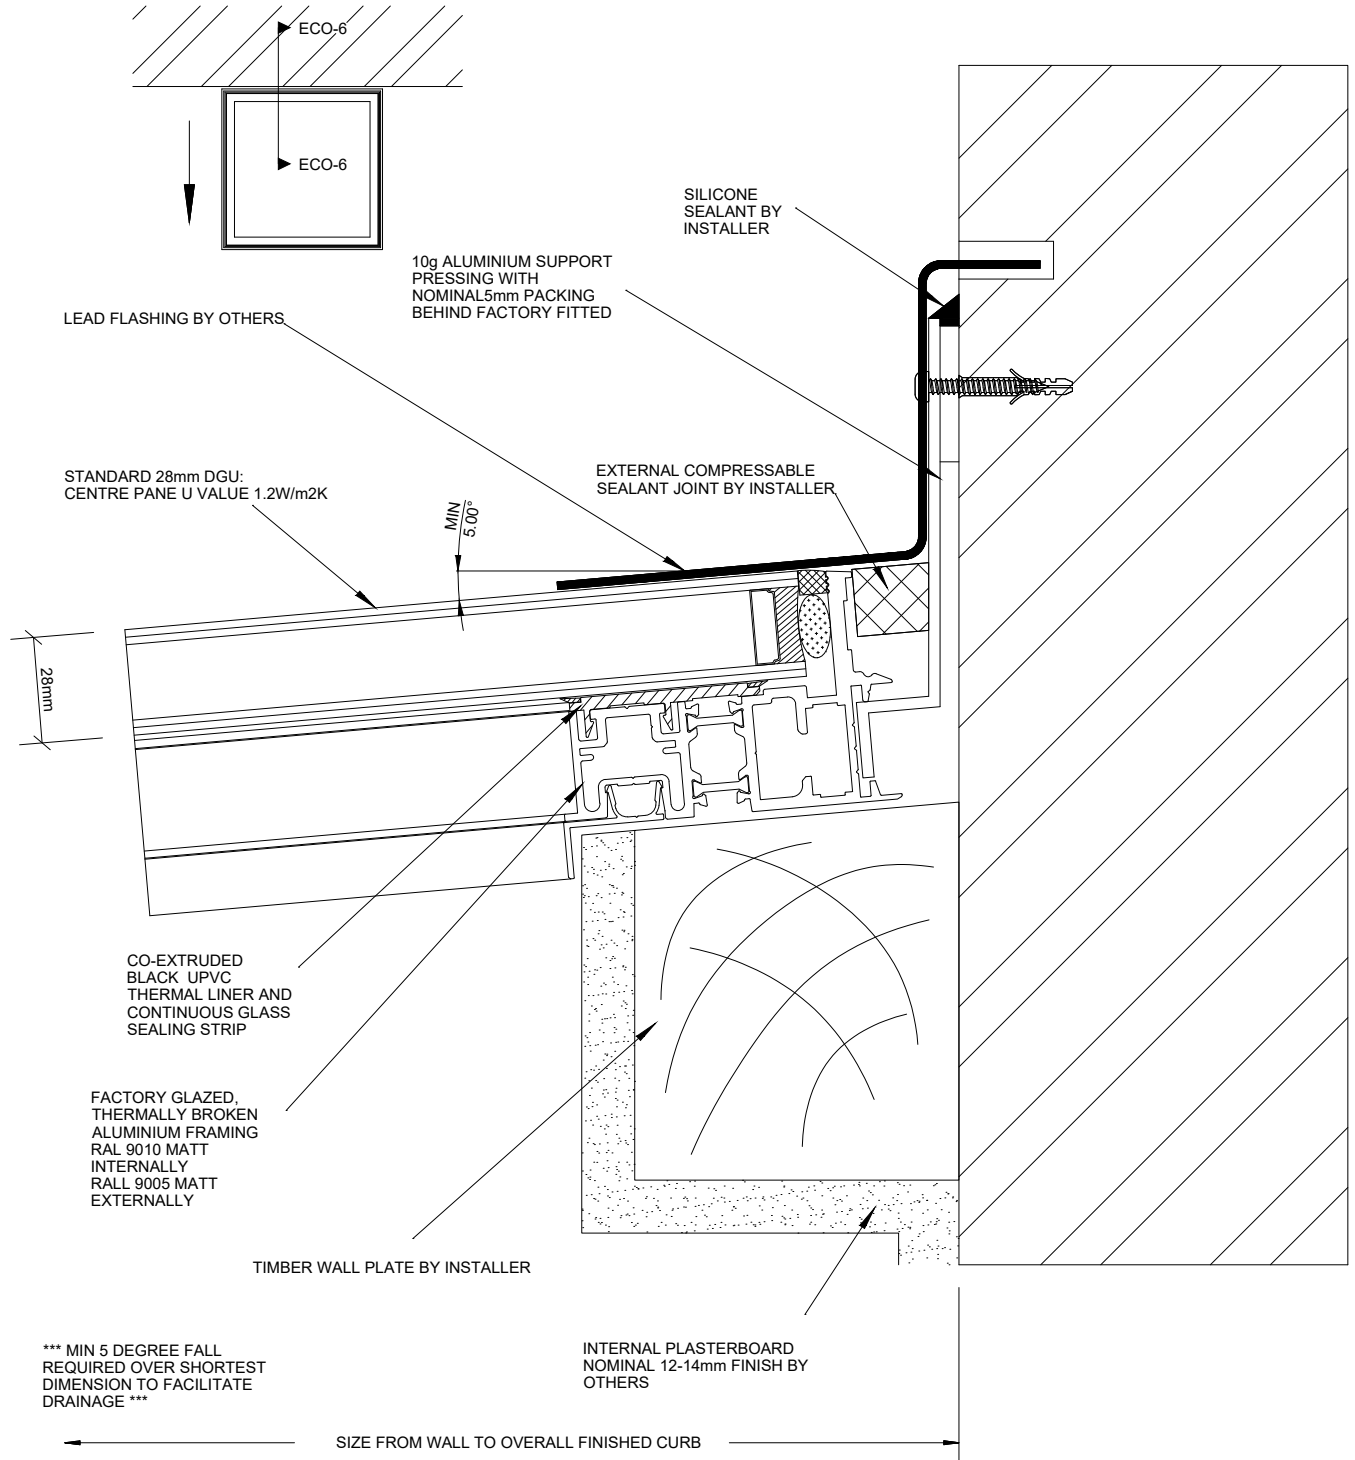 ECO-6
ECO-6
SILICONE
SEALANT BY
INSTALLER
10g ALUMINIUM SUPPORT
PRESSING WITH
NOMINAL5mm PACKING
BEHIND FACTORY FITTED
LEAD FLASHING BY OTHERS
STANDARD 28mm DGU:
CENTRE PANE U VALUE 1.2W/m2K
EXTERNAL COMPRESSABLE
SEALANT JOINT BY INSTALLER
MIN
5.00°
28mm
CO-EXTRUDED
BLACK UPVC
THERMAL LINER AND
CONTINUOUS GLASS
SEALING STRIP
FACTORY GLAZED,
THERMALLY BROKEN
ALUMINIUM FRAMING
RAL 9010 MATT
INTERNALLY
RALL 9005 MATT
EXTERNALLY
TIMBER WALL PLATE BY INSTALLER
*** MIN 5 DEGREE FALL
REQUIRED OVER SHORTEST
DIMENSION TO FACILITATE
DRAINAGE ***
INTERNAL PLASTERBOARD
NOMINAL 12-14mm FINISH BY
OTHERS
SIZE FROM WALL TO OVERALL FINISHED CURB